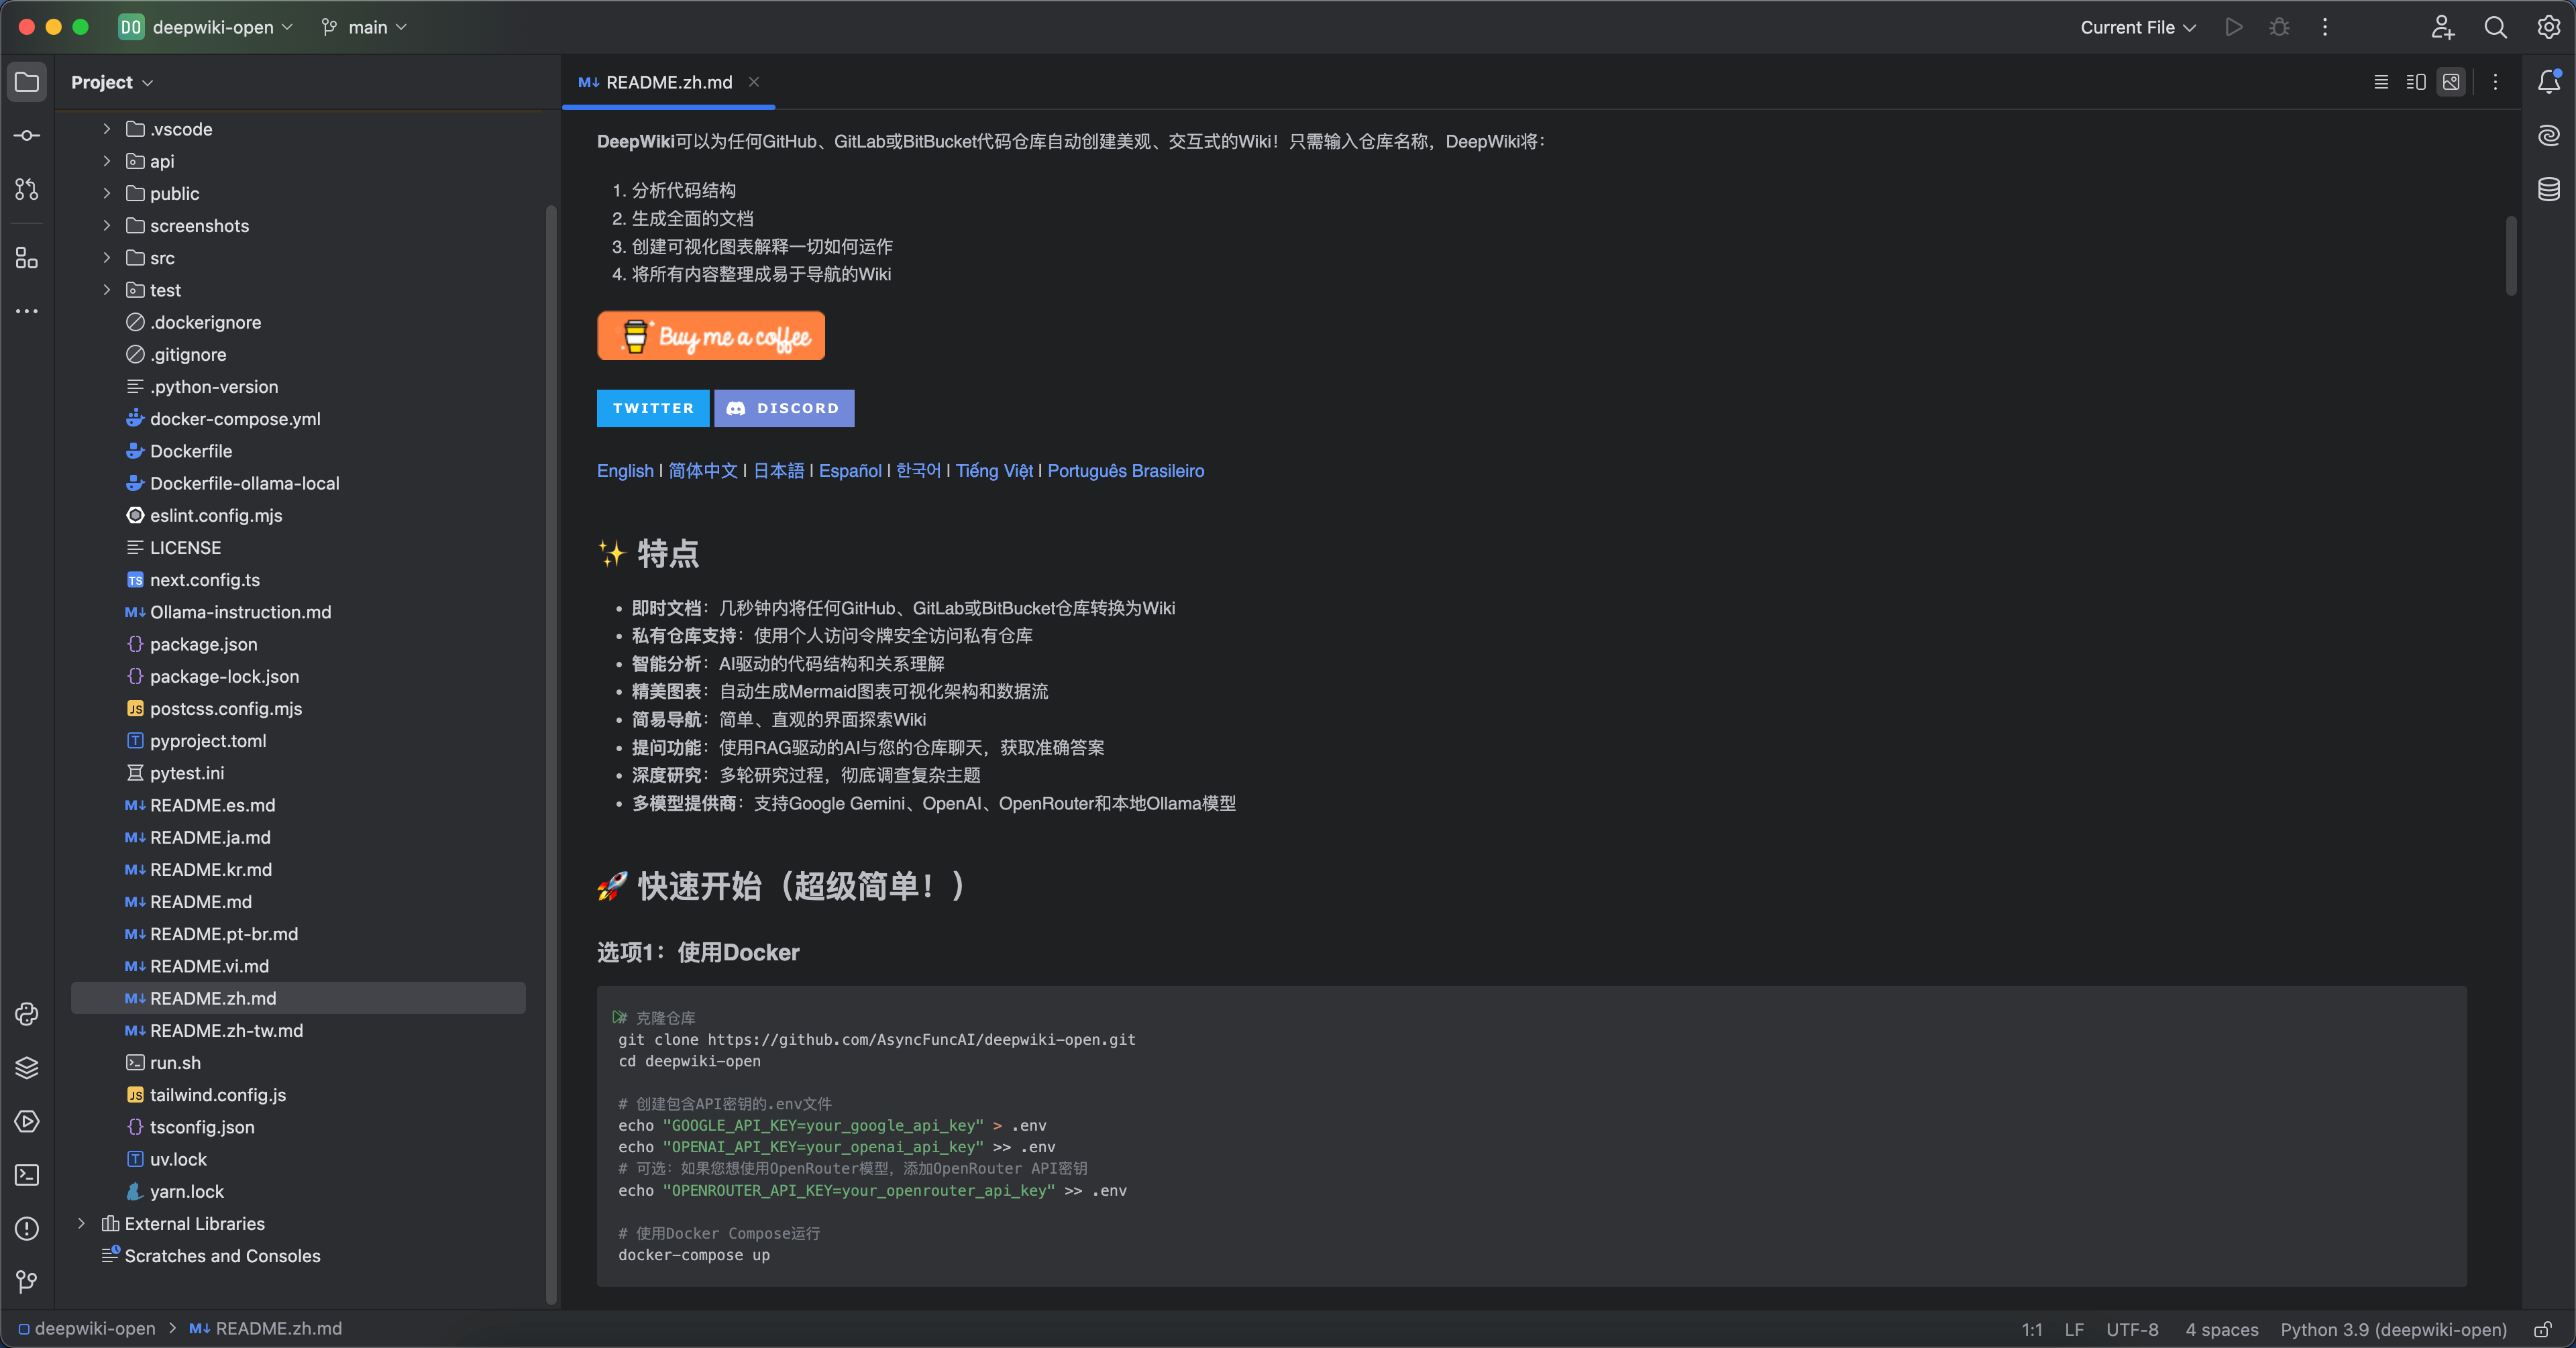 DO deepwiki-open main Current File
Project
README.zh.md
.vscode
api
public
screenshots
src
test
.dockerignore
.gitignore
.python-version
docker-compose.yml
Dockerfile
Dockerfile-ollama-local
eslint.config.mjs
LICENSE
TS next.config.ts
M↓ Ollama-instruction.md
{} package.json
{} package-lock.json
JS postcss.config.mjs
T pyproject.toml
pytest.ini
M↓ README.es.md
M↓ README.ja.md
M↓ README.kr.md
M↓ README.md
M↓ README.pt-br.md
M↓ README.vi.md
M↓ README.zh.md
M↓ README.zh-tw.md
run.sh
JS tailwind.config.js
{} tsconfig.json
T uv.lock
yarn.lock
External Libraries
Scratches and Consoles
DeepWiki可以为任何GitHub、GitLab或BitBucket代码仓库自动创建美观、交互式的Wiki！只需输入仓库名称，DeepWiki将：
1. 分析代码结构
2. 生成全面的文档
3. 创建可视化图表解释一切如何运作
4. 将所有内容整理成易于导航的Wiki
Buy me a coffee
TWITTER DISCORD
English | 简体中文 | 日本語 | Español | 한국어 | Tiếng Việt | Português Brasileiro
✨ 特点
• 即时文档：几秒钟内将任何GitHub、GitLab或BitBucket仓库转换为Wiki
• 私有仓库支持：使用个人访问令牌安全访问私有仓库
• 智能分析：AI驱动的代码结构和关系理解
• 精美图表：自动生成Mermaid图表可视化架构和数据流
• 简易导航：简单、直观的界面探索Wiki
• 提问功能：使用RAG驱动的AI与您的仓库聊天，获取准确答案
• 深度研究：多轮研究过程，彻底调查复杂主题
• 多模型提供商：支持Google Gemini、OpenAI、OpenRouter和本地Ollama模型
🚀 快速开始（超级简单！）
选项1：使用Docker
# 克隆仓库
git clone https://github.com/AsyncFuncAI/deepwiki-open.git
cd deepwiki-open
# 创建包含API密钥的.env文件
echo "GOOGLE_API_KEY=your_google_api_key" > .env
echo "OPENAI_API_KEY=your_openai_api_key" >> .env
# 可选：如果您想使用OpenRouter模型，添加OpenRouter API密钥
echo "OPENROUTER_API_KEY=your_openrouter_api_key" >> .env
# 使用Docker Compose运行
docker-compose up
deepwiki-open > M↓ README.zh.md 1:1 LF UTF-8 4 spaces Python 3.9 (deepwiki-open)